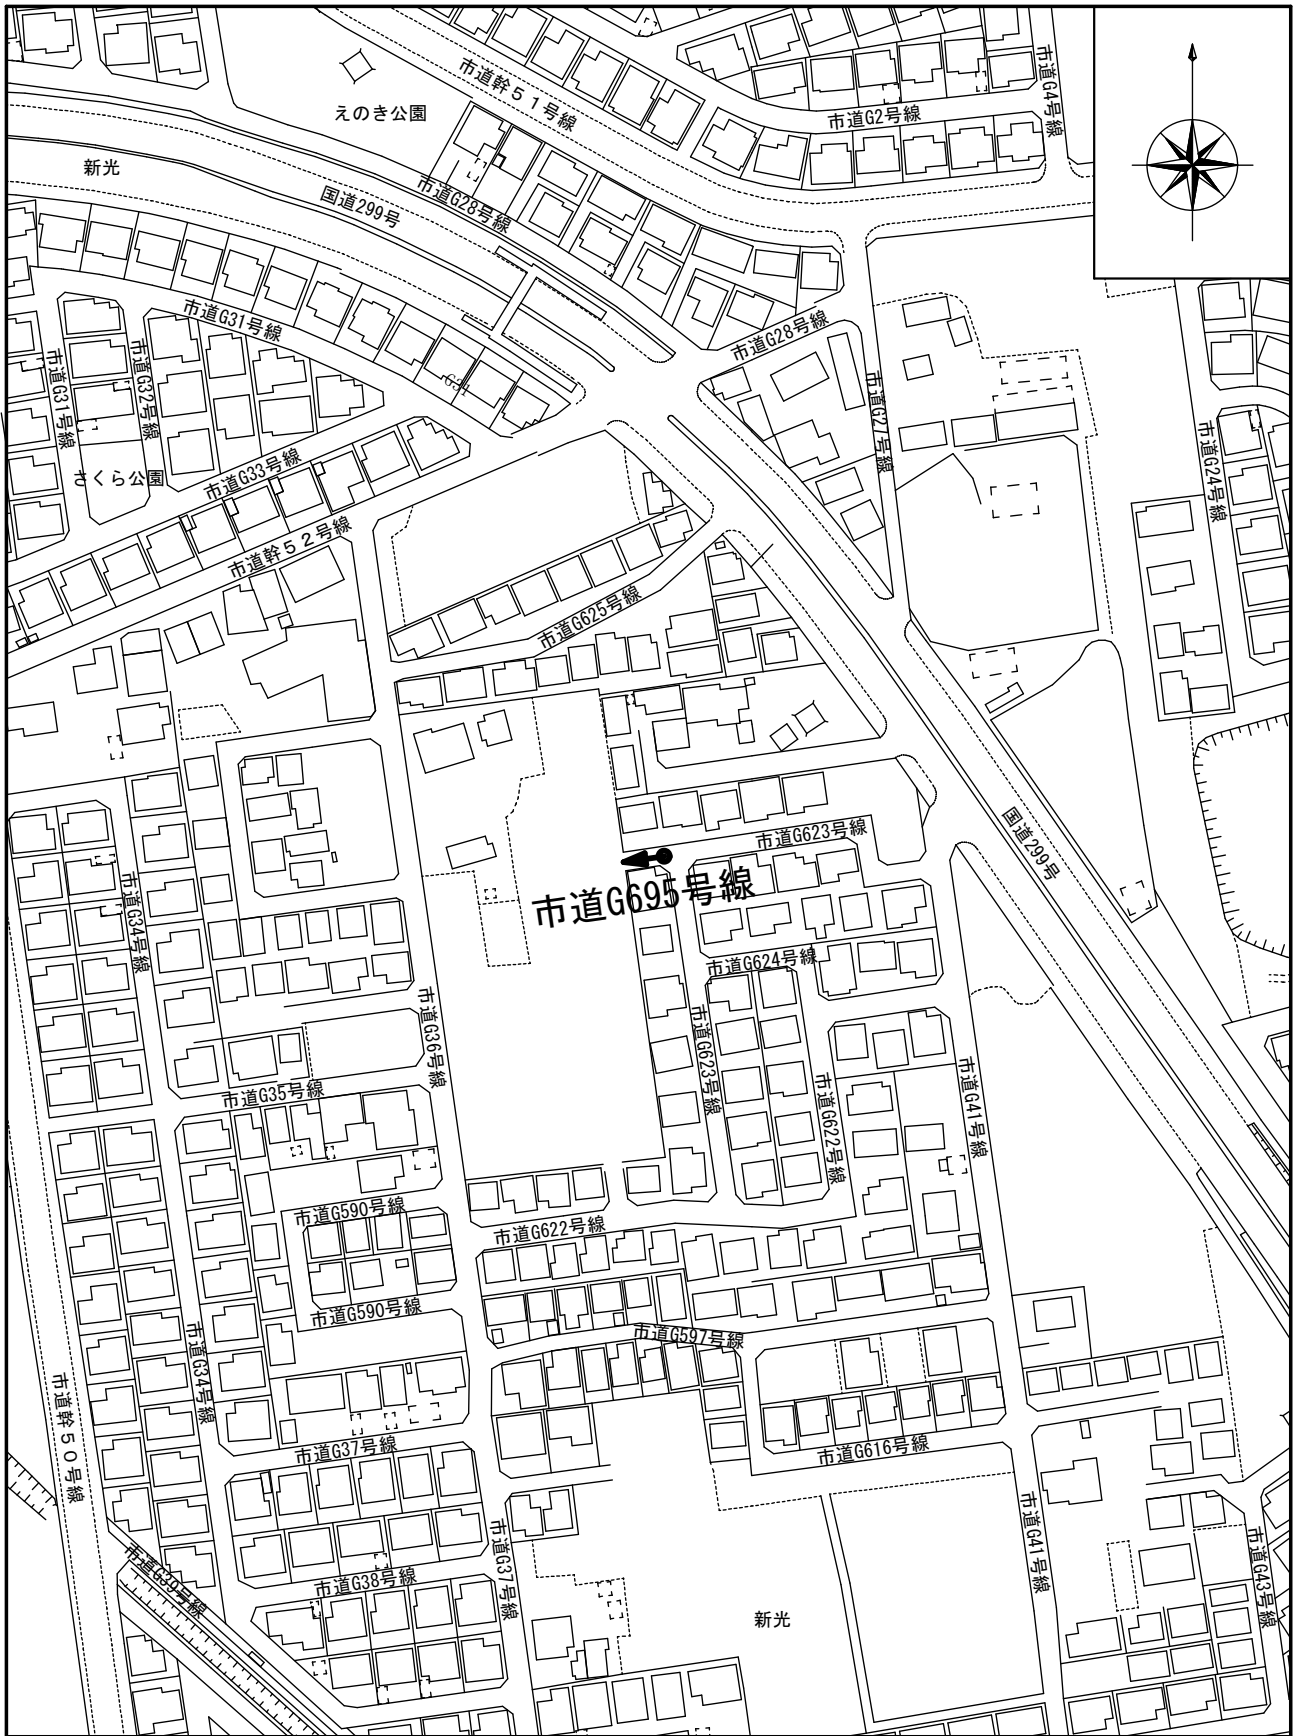 市道幹５１号線
市道G4号線
えのき公園
市道G2号線
新光
国道299号
市道G28号線
市道G31号線
市道G28号線
市道G31号線
市道G32号線
G31
市道G27号線
市道G24号線
さくら公園
市道G33号線
市道幹５２号線
市道G625号線
国道299号
市道G623号線
市道G695号線
市道G34号線
市道G624号線
市道G36号線
市道G623号線
市道G622号線
市道G41号線
市道G35号線
市道G590号線
市道G622号線
市道G590号線
市道G597号線
市道G34号線
市道幹５０号線
市道G37号線
市道G616号線
市道G41号線
市道G37号線
市道G43号線
市道G39号線
市道G38号線
新光